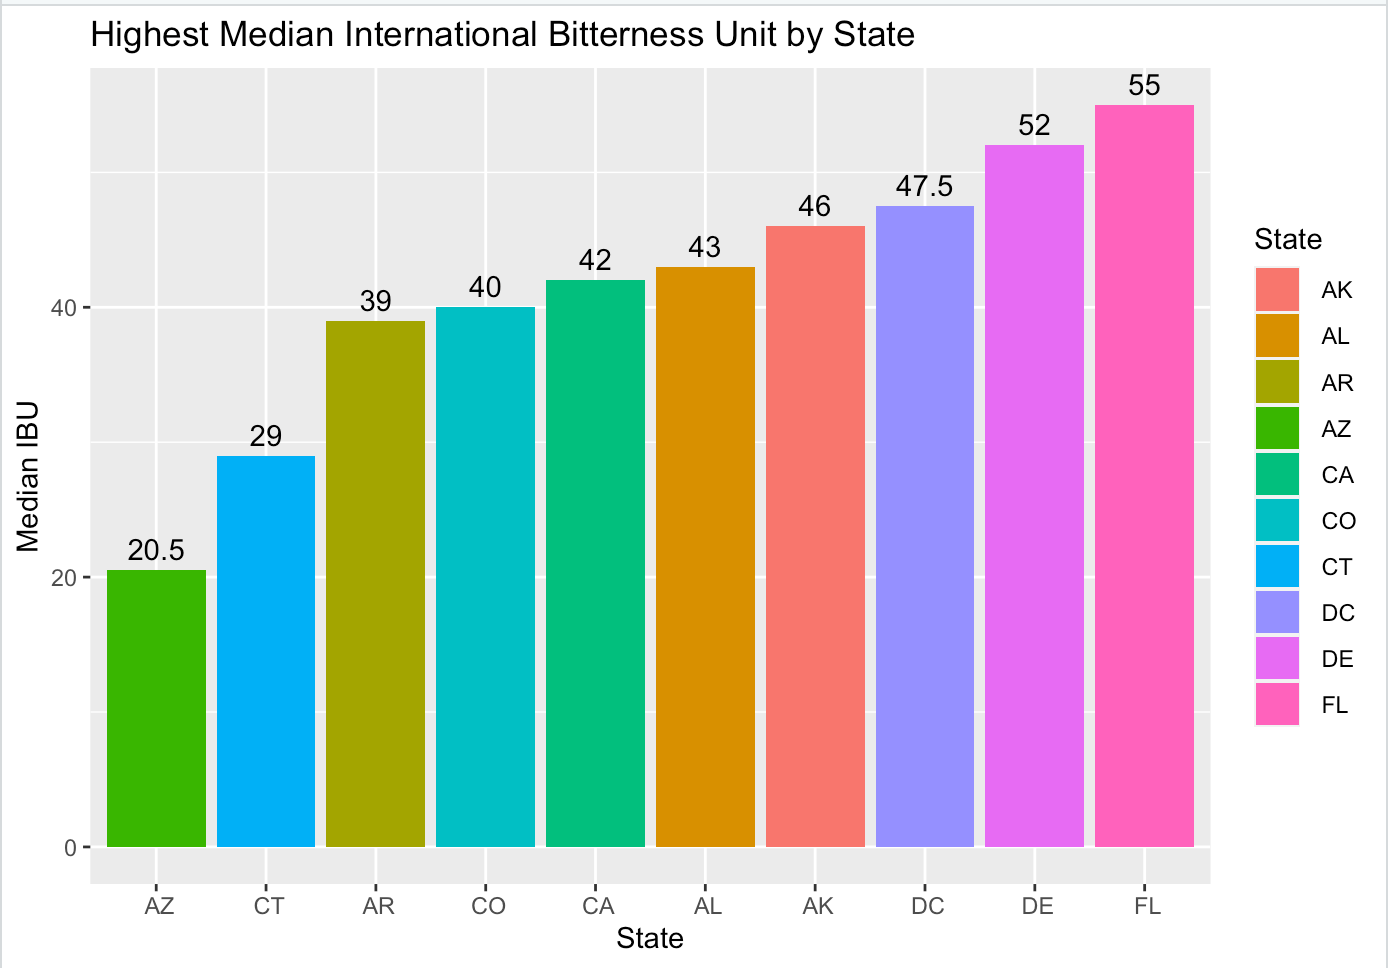 Highest Median International Bitterness Unit by State
55
52
47.5
46
43
42
40
39
29
20.5
40
20
0
Median IBU
AZ CT AR CO CA AL AK DC DE FL
State
State
AK
AL
AR
AZ
CA
CO
CT
DC
DE
FL